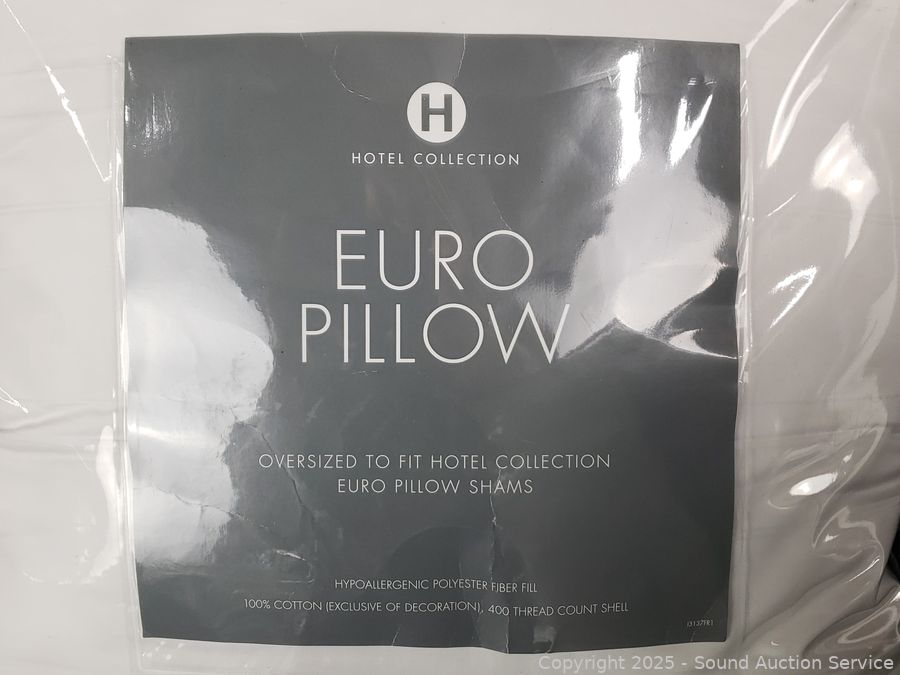 H
HOTEL COLLECTION
EURO
PILLOW
OVERSIZED TO FIT HOTEL COLLECTION
EURO PILLOW SHAMS
HYPOALLERGENIC POLYESTER FIBER FILL
100% COTTON (EXCLUSIVE OF DECORATION), 400 THREAD COUNT SHELL
I3137FR1
Copyright 2025 - Sound Auction Service